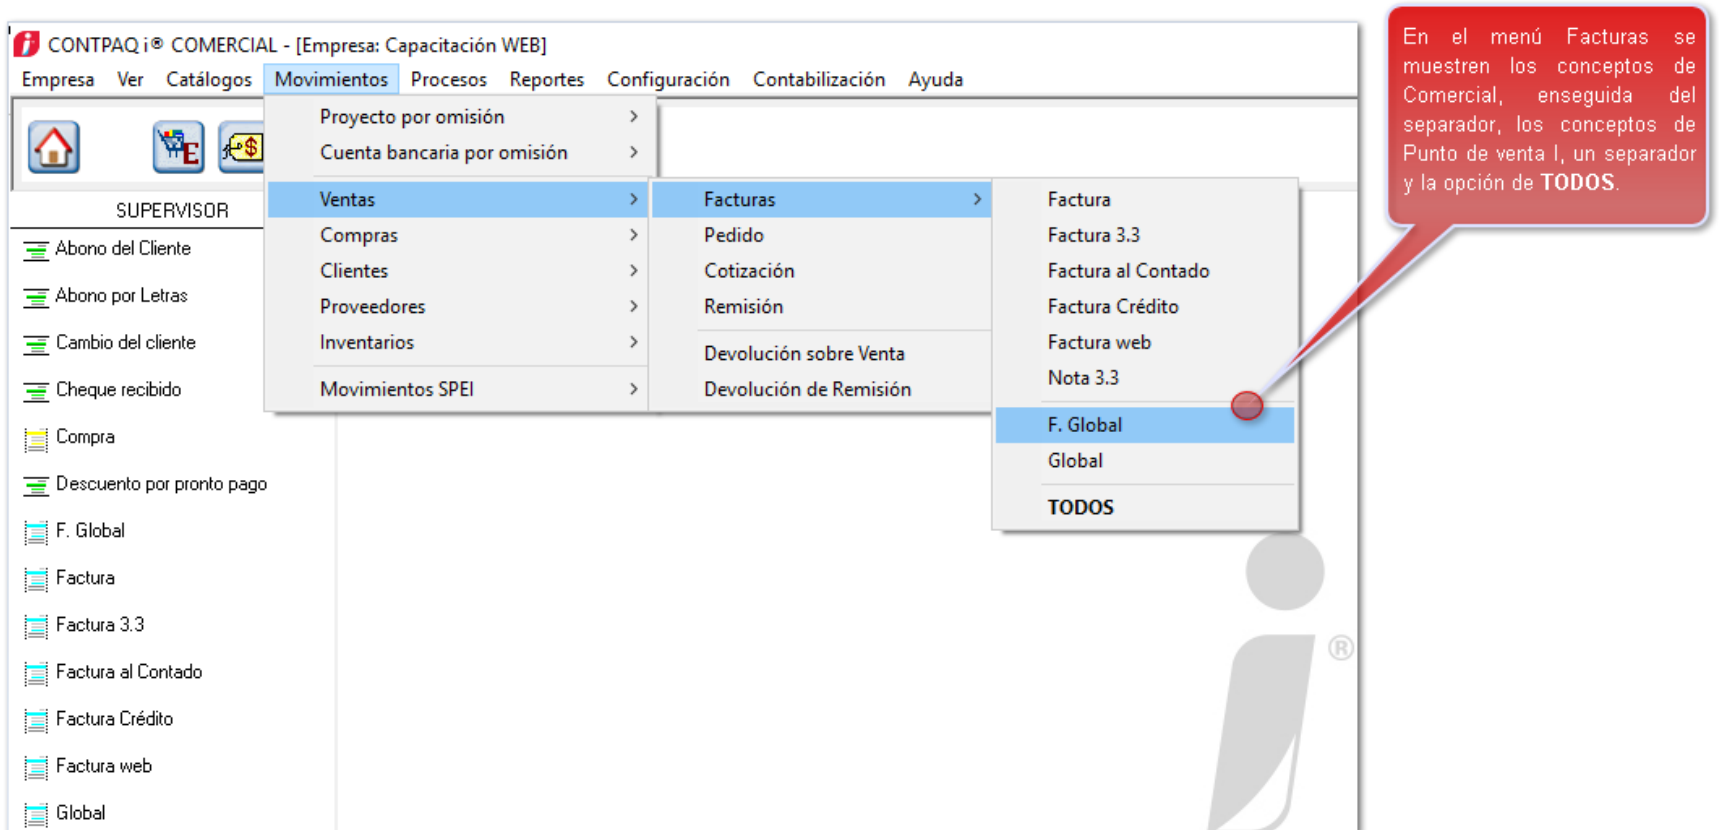 CONTPAQ i® COMERCIAL - [Empresa: Capacitación WEB]
Empresa Ver Catálogos Movimientos Procesos Reportes Configuración Contabilización Ayuda
E $
SUPERVISOR
Abono del Cliente
Abono por Letras
Cambio del cliente
Cheque recibido
Compra
Descuento por pronto pago
F. Global
Factura
Factura 3.3
Factura al Contado
Factura Crédito
Factura web
Global
Proyecto por omisión >
Cuenta bancaria por omisión >
Ventas >
Compras >
Clientes >
Proveedores >
Inventarios >
Movimientos SPEI >
Facturas >
Pedido
Cotización
Remisión
Devolución sobre Venta
Devolución de Remisión
Factura
Factura 3.3
Factura al Contado
Factura Crédito
Factura web
Nota 3.3
F. Global
Global
TODOS
En el menú Facturas se
muestren los conceptos de
Comercial, enseguida del
separador, los conceptos de
Punto de venta I, un separador
y la opción de TODOS.
®